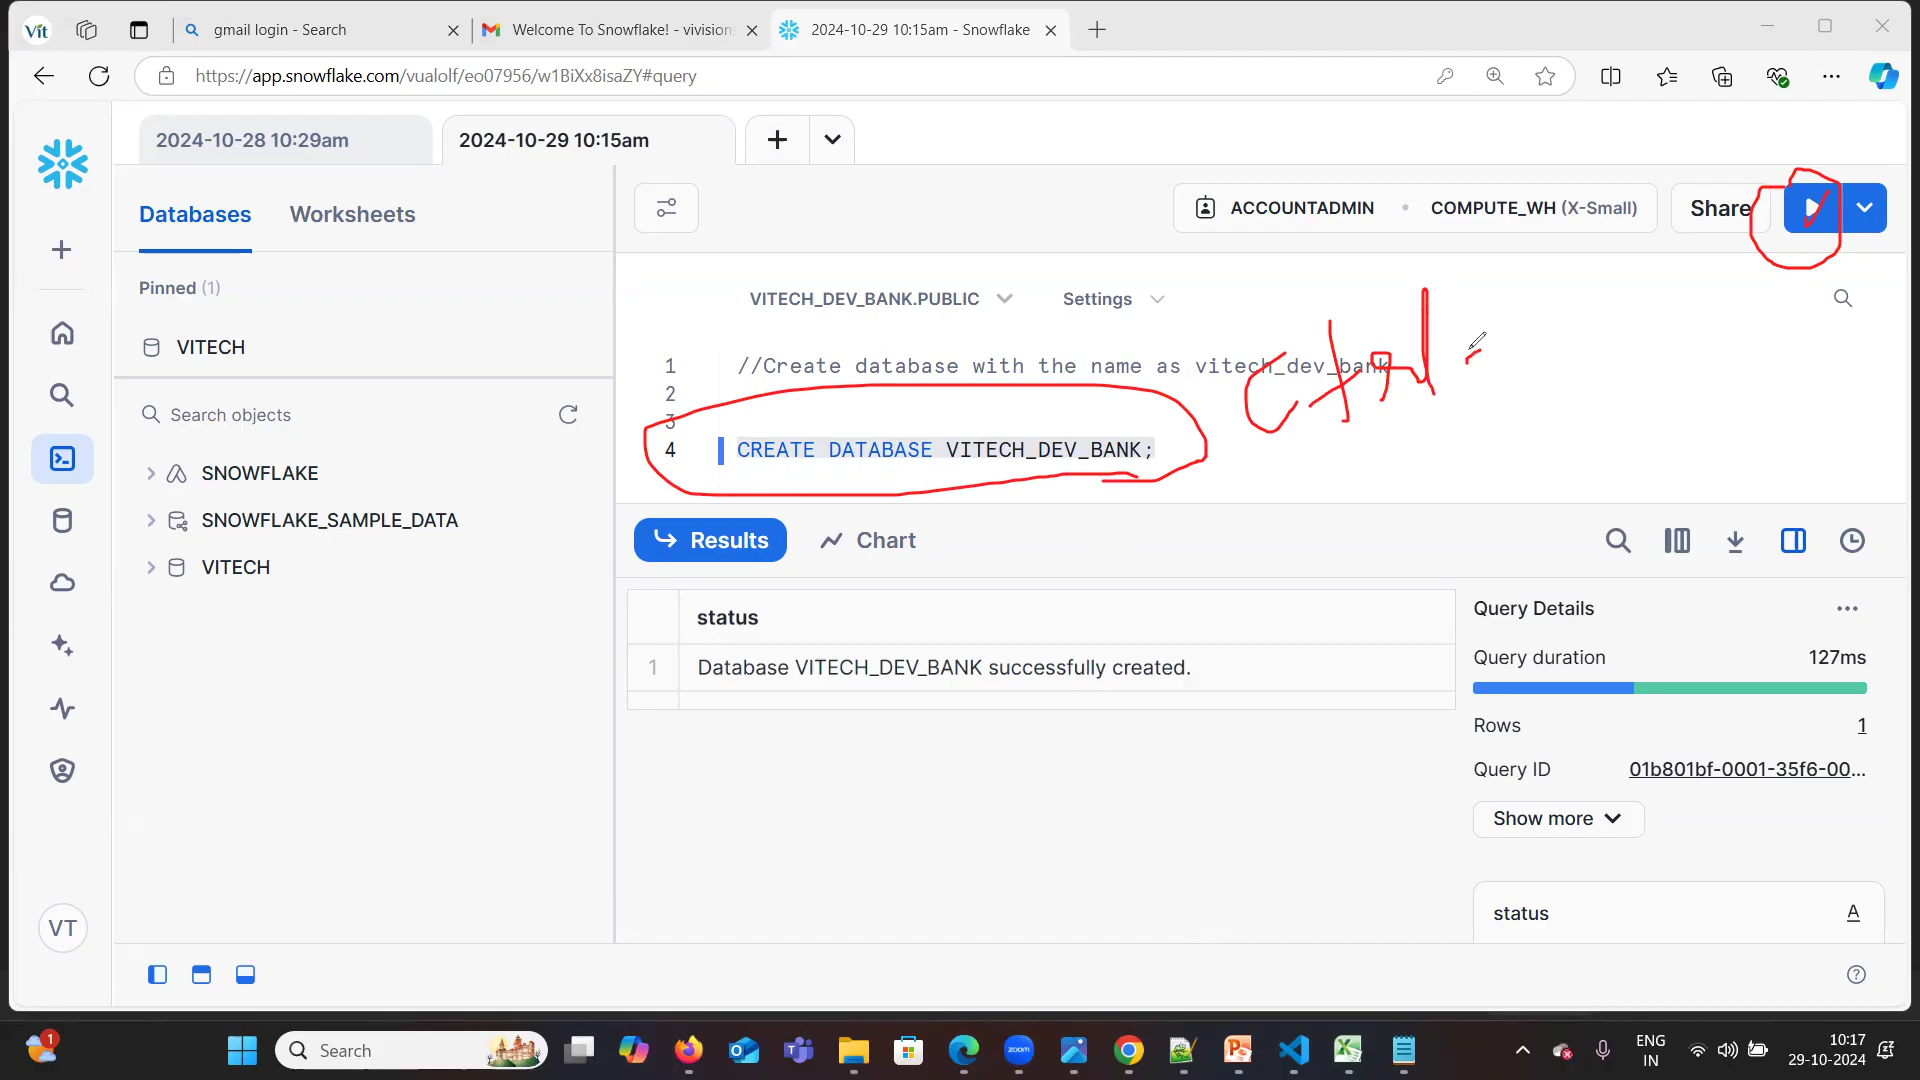 Vit
gmail login - Search
Welcome To Snowflake! - vivisions
2024-10-29 10:15am - Snowflake
https://app.snowflake.com/vualolf/eo07956/w1BiXx8isaZY#query
2024-10-28 10:29am
2024-10-29 10:15am
Databases
Worksheets
ACCOUNTADMIN
COMPUTE_WH (X-Small)
Share
Pinned (1)
VITECH
Search objects
SNOWFLAKE
SNOWFLAKE_SAMPLE_DATA
VITECH
VITECH_DEV_BANK.PUBLIC
Settings
1 //Create database with the name as vitech_dev_bank
2
3
4 CREATE DATABASE VITECH_DEV_BANK;
Results
Chart
status
1 Database VITECH_DEV_BANK successfully created.
Query Details
Query duration 127ms
Rows 1
Query ID 01b801bf-0001-35f6-00...
Show more
status A
VT
1
Search
zoom
ENG
IN
10:17
29-10-2024